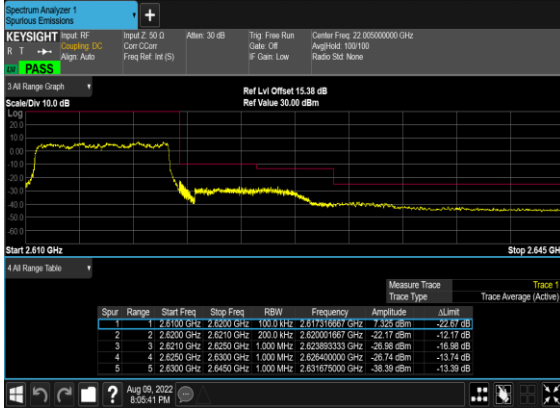 Spectrum Analyzer 1
Spurious Emissions
+
KEYSIGHT
R T
PASS
Input: RF
Coupling: DC
Align: Auto
Input Z: 50 Ω
Corr CCorr
Freq Ref: Int (S)
Atten: 30 dB
Trig: Free Run
Gate: Off
IF Gain: Low
Center Freq: 22.005000000 GHz
Avg|Hold: 100/100
Radio Std: None
3 All Range Graph
Scale/Div 10.0 dB
Ref Lvl Offset 15.38 dB
Ref Value 30.00 dBm
Log
20.0
10.0
0.00
-10.0
-20.0
-30.0
-40.0
-50.0
-60.0
Start 2.610 GHz
Stop 2.645 GH
4 All Range Table
Measure Trace Trace 1
Trace Type Trace Average (Active)
Spur Range Start Freq Stop Freq RBW Frequency Amplitude ΔLimit
1 1 2.6100 GHz 2.6200 GHz 100.0 kHz 2.617316667 GHz 7.325 dBm -22.67 dB
2 2 2.6200 GHz 2.6210 GHz 200.0 kHz 2.620001667 GHz -22.17 dBm -12.17 dB
3 3 2.6210 GHz 2.6250 GHz 1.000 MHz 2.623893333 GHz -26.98 dBm -16.98 dB
4 4 2.6250 GHz 2.6300 GHz 1.000 MHz 2.626400000 GHz -26.74 dBm -13.74 dB
5 5 2.6300 GHz 2.6450 GHz 1.000 MHz 2.631675000 GHz -38.39 dBm -13.39 dB
?
Aug 09, 2022
8:05:41 PM